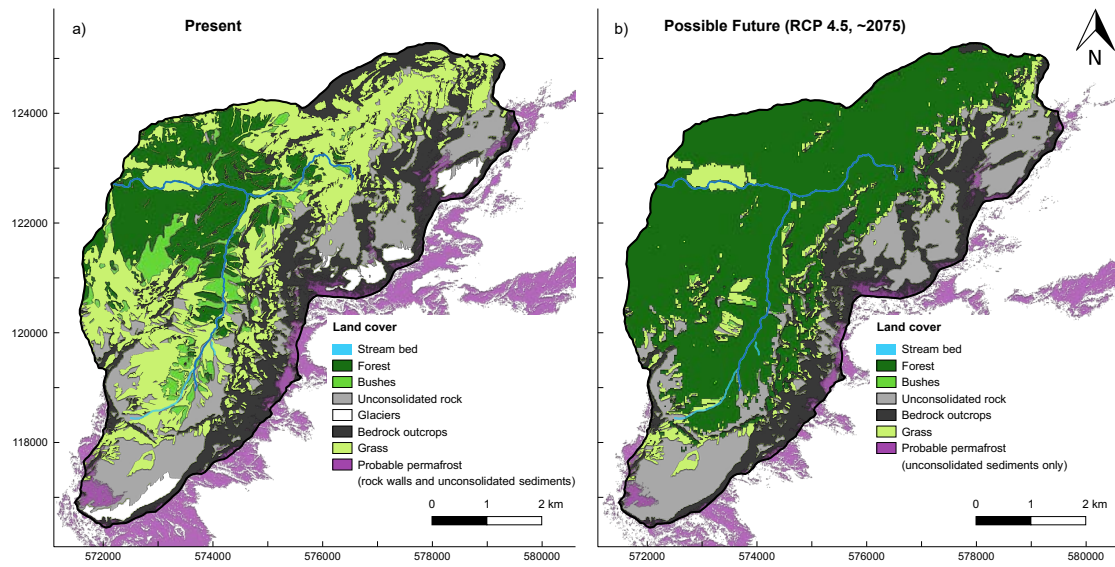 a) Present
b) Possible Future (RCP 4.5, ~2075)
N
124000
122000
120000
118000
Land cover
Stream bed
Forest
Bushes
Unconsolidated rock
Glaciers
Bedrock outcrops
Grass
Probable permafrost
(rock walls and unconsolidated sediments)
0 1 2 km
572000 574000 576000 578000 580000
Land cover
Stream bed
Forest
Bushes
Unconsolidated rock
Bedrock outcrops
Grass
Probable permafrost
(unconsolidated sediments only)
0 1 2 km
572000 574000 576000 578000 580000